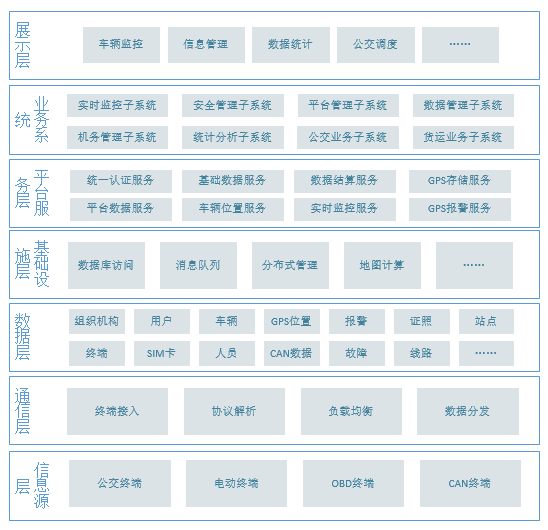 展示层
车辆监控
信息管理
数据统计
公交调度
……
业务系统
实时监控子系统
安全管理子系统
平台管理子系统
数据管理子系统
机务管理子系统
统计分析子系统
公交业务子系统
货运业务子系统
平台服务层
统一认证服务
基础数据服务
数据结算服务
GPS存储服务
平台数据服务
车辆位置服务
实时监控服务
GPS报警服务
基础设施层
数据库访问
消息队列
分布式管理
地图计算
……
数据层
组织机构
用户
车辆
GPS位置
报警
证照
站点
终端
SIM卡
人员
CAN数据
故障
线路
……
通信层
终端接入
协议解析
负载均衡
数据分发
信息源层
公交终端
电动终端
OBD终端
CAN终端